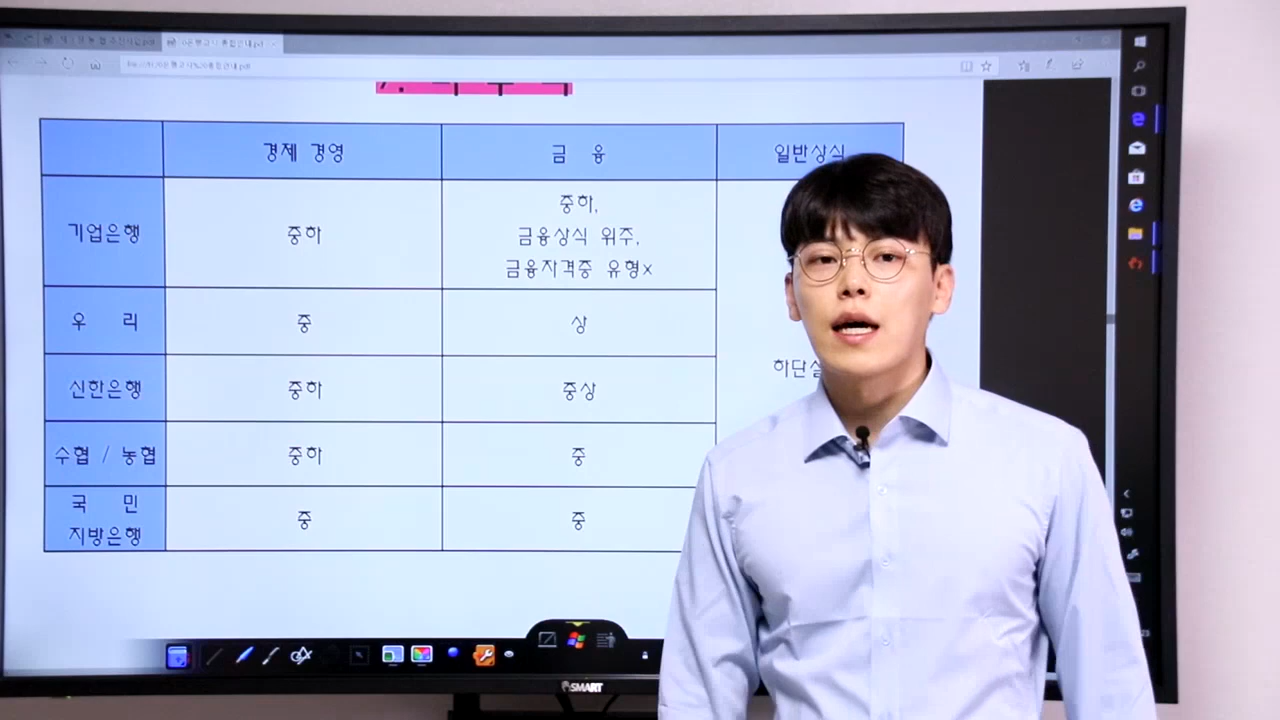 경제 경영 금 융 일반상식
기업은행 중하 중하,
금융상식 위주,
금융자격증 유형x
우 리 중 상
신한은행 중하 중상
수협 / 농협 중하 중
국 민
지방은행 중 중
SMART